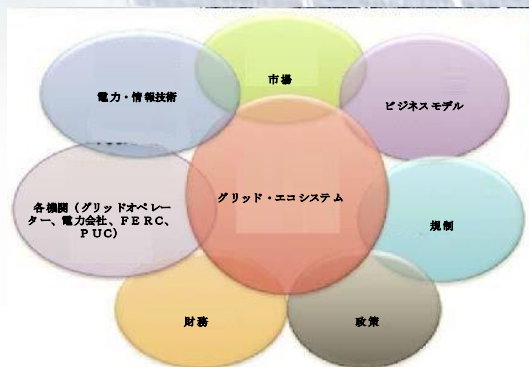 市場
電力・情報技術
ビジネスモデル
各機関（グリッドオペレー
ター、電力会社、ＦＥＲＣ、
ＰＵＣ）
グリッド・エコシステム
規制
財務
政策